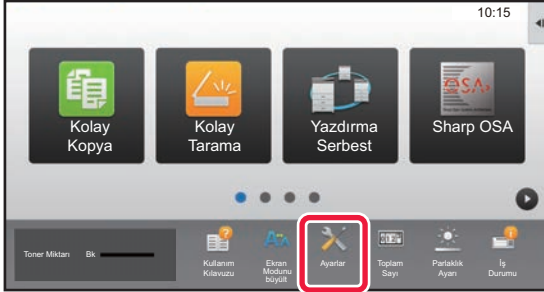 10:15
Kolay
Kopya
Kolay
Tarama
Yazdırma
Serbest
OSA
Sharp OSA
Toner Miktarı Bk
Kullanım
Kılavuzu
Ekran
Modunu
büyült
Ayarlar
Toplam
Sayı
Parlaklık
Ayarı
İş
Durumu